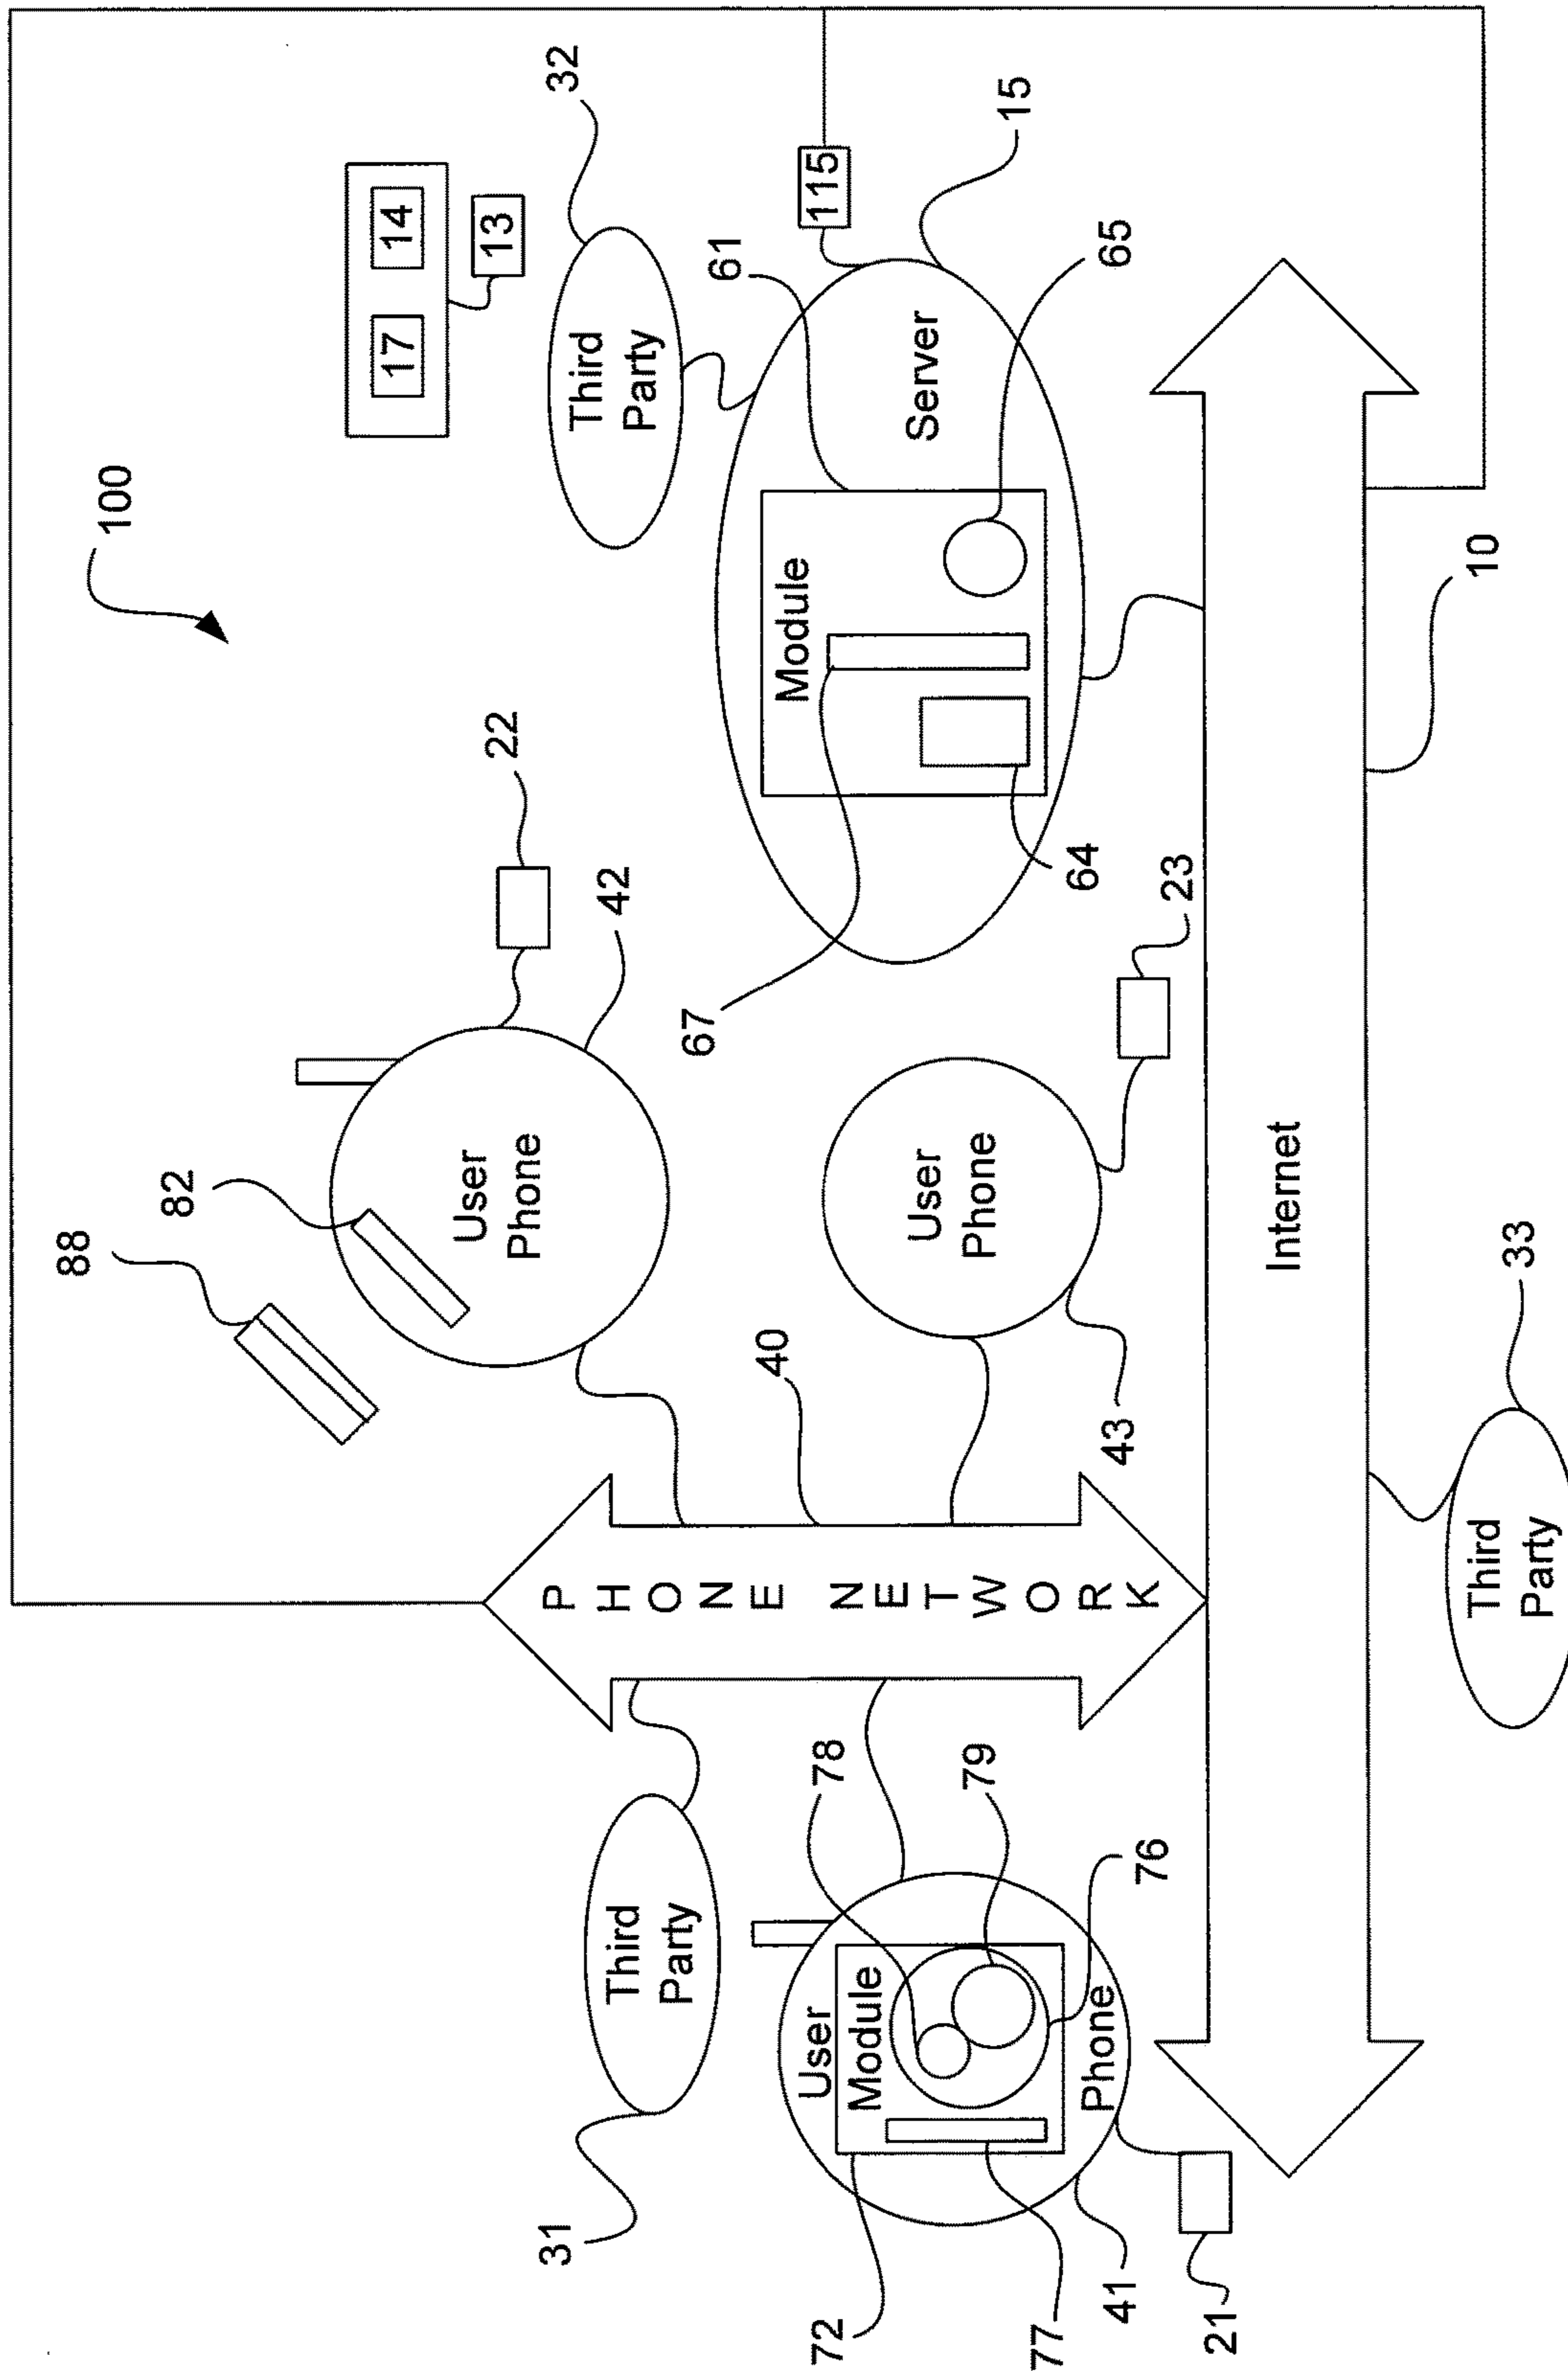 100
88
82
22
42
17
14
13
32
Third
Party
31
Third
Party
PHONE NETWORK
40
User
Phone
User
Phone
43
23
67
61
115
15
Server
Module
64
65
78
79
76
User
Module
Phone
72
77
41
21
Internet
10
33
Third
Party